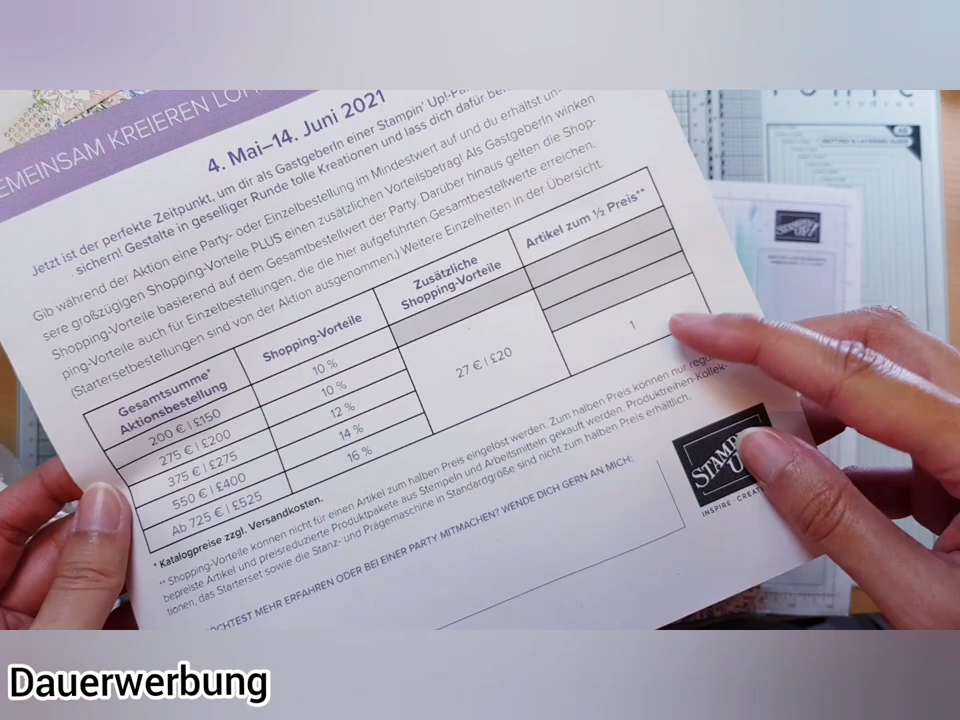 EMEINSAM KREIEREN
4. Mai–14. Juni 2021
Jetzt ist der perfekte Zeitpunkt, um dir als GastgeberIn einer Stampin' Up!
sichern! Gestalte in geselliger Runde tolle Kreationen und lass dich dafür
Gib während der Aktion eine Party- oder Einzelbestellung im Mindestwert auf und du erhältst un-
sere großzügigen Shopping-Vorteile PLUS einen zusätzlichen Vorteilsbetrag! Als GastgeberIn winken
Shopping-Vorteile basierend auf dem Gesamtbestellwert der Party. Darüber hinaus gelten die Shop-
ping-Vorteile auch für Einzelbestellungen, die die hier aufgeführten Gesamtbestellwerte erreichen.
(Startersetbestellungen sind von der Aktion ausgenommen.) Weitere Einzelheiten in der Übersicht.
Gesamtsumme*
Aktionsbestellung
Shopping-Vorteile
Zusätzliche
Shopping-Vorteile
Artikel zum ½ Preis**
200 € | £150
10 %
275 € | £200
10 %
375 € | £275
12 %
550 € | £400
14 %
Ab 725 € | £525
16 %
27 € | £20
1
* Katalogpreise zzgl. Versandkosten.
** Shopping-Vorteile können nicht für einen Artikel zum halben Preis eingelöst werden. Zum halben Preis können nur regu-
bepreiste Artikel und preisreduzierte Produktpakete aus Stempeln und Arbeitsmitteln gekauft werden. Produktreihen-Kollek-
tionen, das Starterset sowie die Stanz- und Prägemaschine in Standardgröße sind nicht zum halben Preis erhältlich.
ÖCHTEST MEHR ERFAHREN ODER BEI EINER PARTY MITMACHEN? WENDE DICH GERN AN MICH:
STAMPIN'
UP!
INSPIRE · CREATE
STAMPIN'
UP!
studios
Dauerwerbung